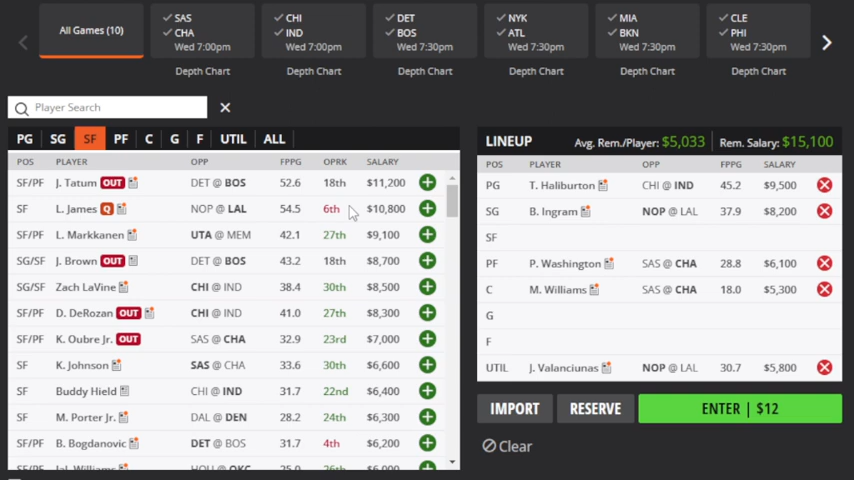 All Games (10)
SAS
CHA
Wed 7:00pm
CHI
IND
Wed 7:00pm
DET
BOS
Wed 7:30pm
NYK
ATL
Wed 7:30pm
MIA
BKN
Wed 7:30pm
CLE
PHI
Wed 7:30pm
Depth Chart Depth Chart Depth Chart Depth Chart Depth Chart Depth Chart
Player Search
PG SG SF PF C G F UTIL ALL
POS PLAYER OPP FPPG OPRK SALARY
SF/PF J. Tatum OUT DET @ BOS 52.6 18th $11,200
SF L. James Q NOP @ LAL 54.5 6th $10,800
SF/PF L. Markkanen UTA @ MEM 42.1 27th $9,100
SG/SF J. Brown OUT DET @ BOS 43.2 18th $8,700
SG/SF Zach LaVine CHI @ IND 38.4 30th $8,500
SF/PF D. DeRozan OUT CHI @ IND 41.0 27th $8,300
SF/PF K. Oubre Jr. OUT SAS @ CHA 32.9 23rd $7,000
SF K. Johnson SAS @ CHA 33.6 30th $6,600
SF Buddy Hield CHI @ IND 31.7 22nd $6,400
SF M. Porter Jr. DAL @ DEN 28.2 24th $6,300
SF/PF B. Bogdanovic DET @ BOS 31.7 4th $6,200
SF/PF Jal. Williams HOU @ OKC 25.0 26th $6,000
LINEUP Avg. Rem./Player: $5,033 Rem. Salary: $15,100
POS PLAYER OPP FPPG SALARY
PG T. Haliburton CHI @ IND 45.2 $9,500
SG B. Ingram NOP @ LAL 37.9 $8,200
SF
PF P. Washington SAS @ CHA 28.8 $6,100
C M. Williams SAS @ CHA 18.0 $5,300
G
F
UTIL J. Valanciunas NOP @ LAL 30.7 $5,800
IMPORT RESERVE ENTER | $12
Clear